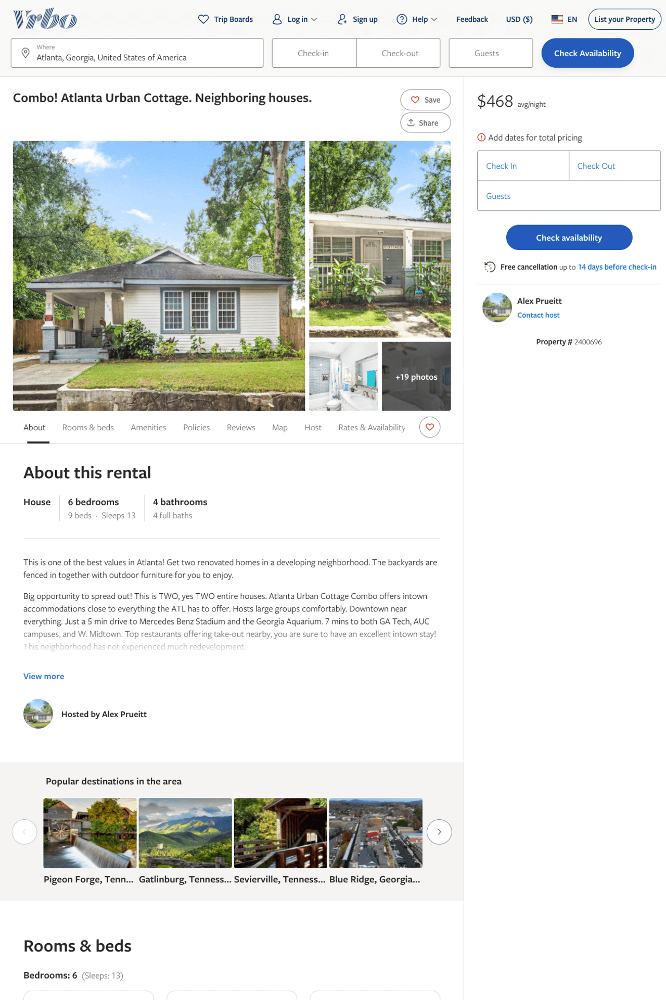 Vrbo
Trip Boards
Log in
Sign up
Help
Feedback
USD ($)
EN
List your Property
Where
Atlanta, Georgia, United States of America
Check-in
Check-out
Guests
Check Availability
Combo! Atlanta Urban Cottage. Neighboring houses.
Save
Share
$468 avg/night
Add dates for total pricing
Check In
Check Out
Guests
Check availability
Free cancellation up to 14 days before check-in
Alex Prueitt
Contact host
Property # 2400696
COTTAGE
+19 photos
About
Rooms & beds
Amenities
Policies
Reviews
Map
Host
Rates & Availability
About this rental
House
6 bedrooms
9 beds · Sleeps 13
4 bathrooms
4 full baths
This is one of the best values in Atlanta! Get two renovated homes in a developing neighborhood. The backyards are
fenced in together with outdoor furniture for you to enjoy.
Big opportunity to spread out! This is TWO, yes TWO entire houses. Atlanta Urban Cottage Combo offers intown
accommodations close to everything the ATL has to offer. Hosts large groups comfortably. Downtown near
everything. Just a 5 min drive to Mercedes Benz Stadium and the Georgia Aquarium. 7 mins to both GA Tech, AUC
campuses, and W. Midtown. Top restaurants offering take-out nearby, you are sure to have an excellent intown stay!
This neighborhood has not experienced much redevelopment.
View more
Hosted by Alex Prueitt
Popular destinations in the area
Pigeon Forge, Tenn...
Gatlinburg, Tenness...
Sevierville, Tenness...
Blue Ridge, Georgia...
Rooms & beds
Bedrooms: 6 (Sleeps: 13)